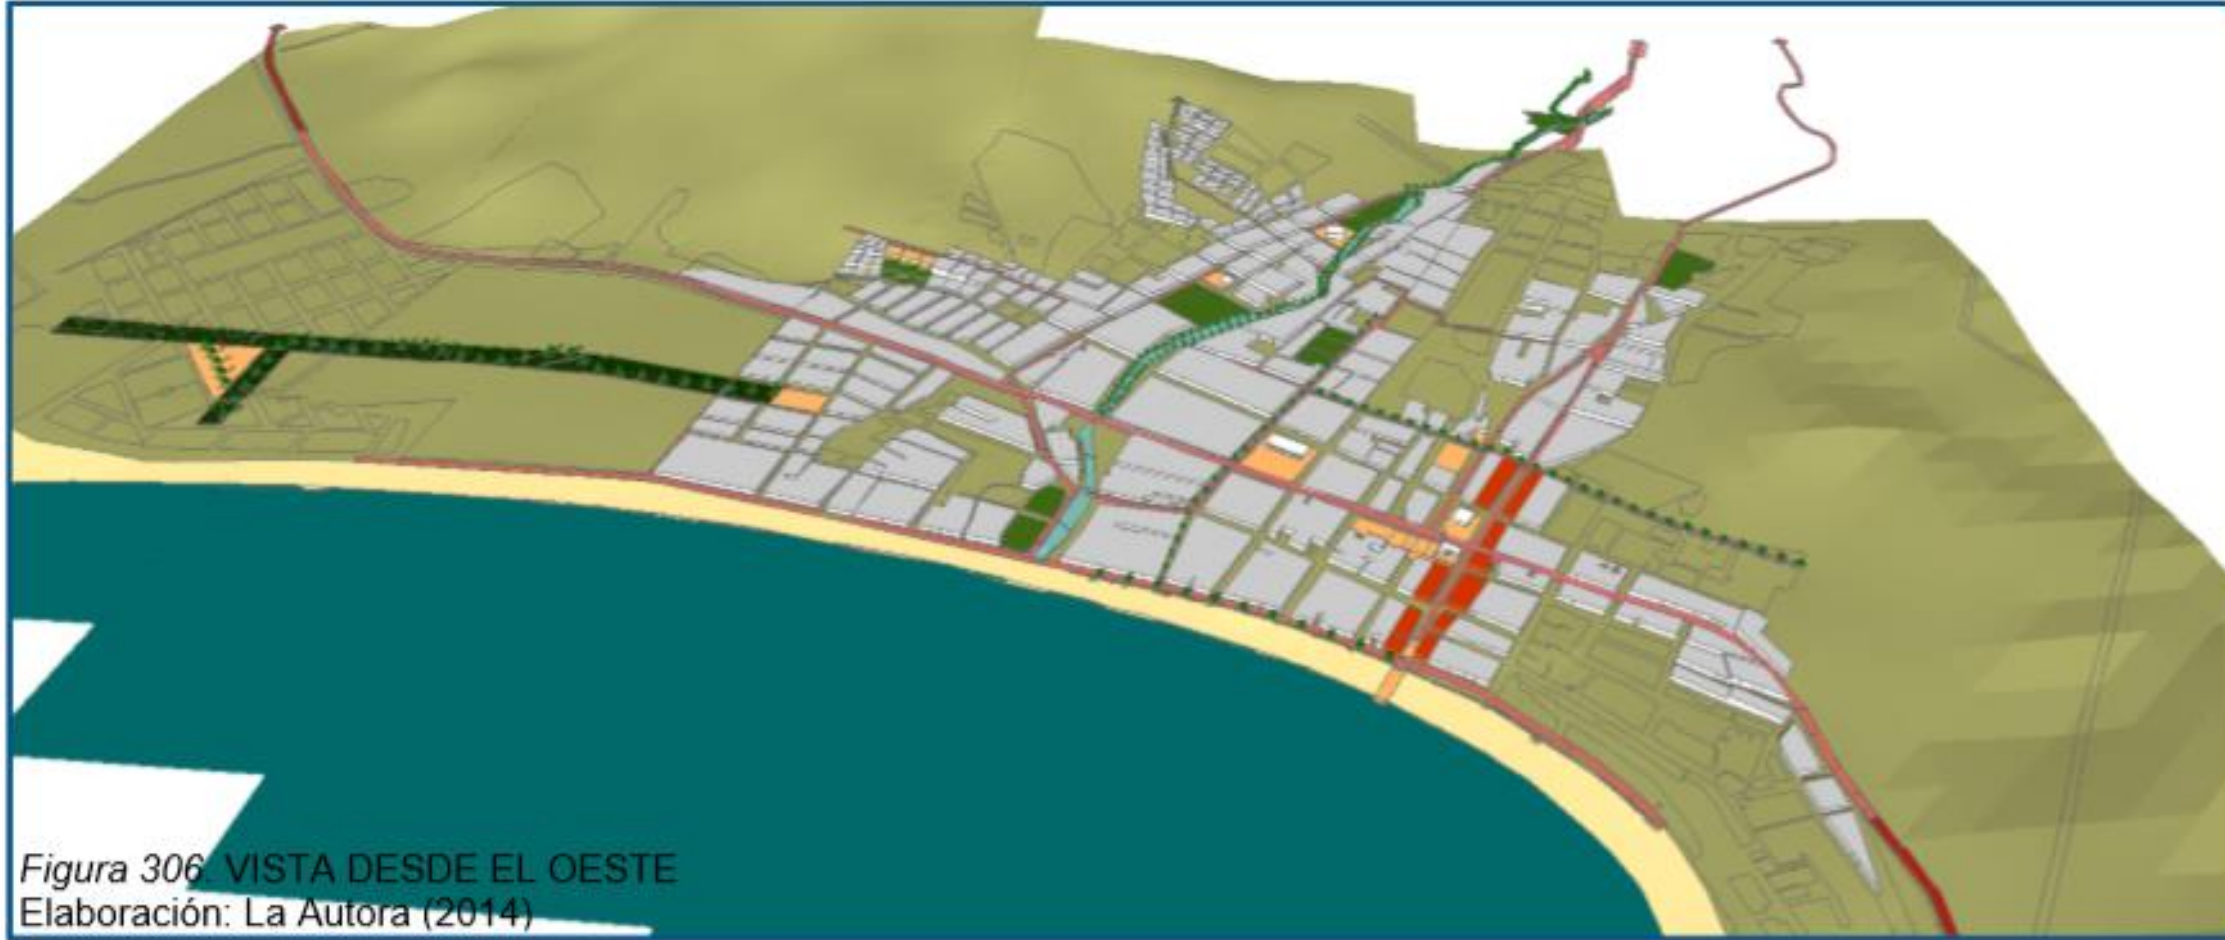 Figura 306. VISTA DESDE EL OESTE
Elaboración: La Autora (2014)